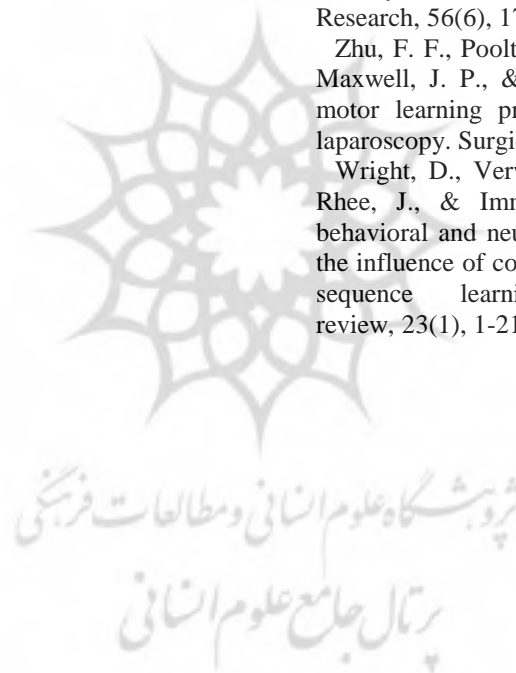 Research, 56(6), 17
Zhu, F. F., Poolt
Maxwell, J. P., &
motor learning pr
laparoscopy. Surgi
Wright, D., Verv
Rhee, J., & Imm
behavioral and neu
the influence of co
sequence learni
review, 23(1), 1-21
پژوهشگاه علوم انسانی و مطالعات فرهنگی
پرتال جامع علوم انسانی